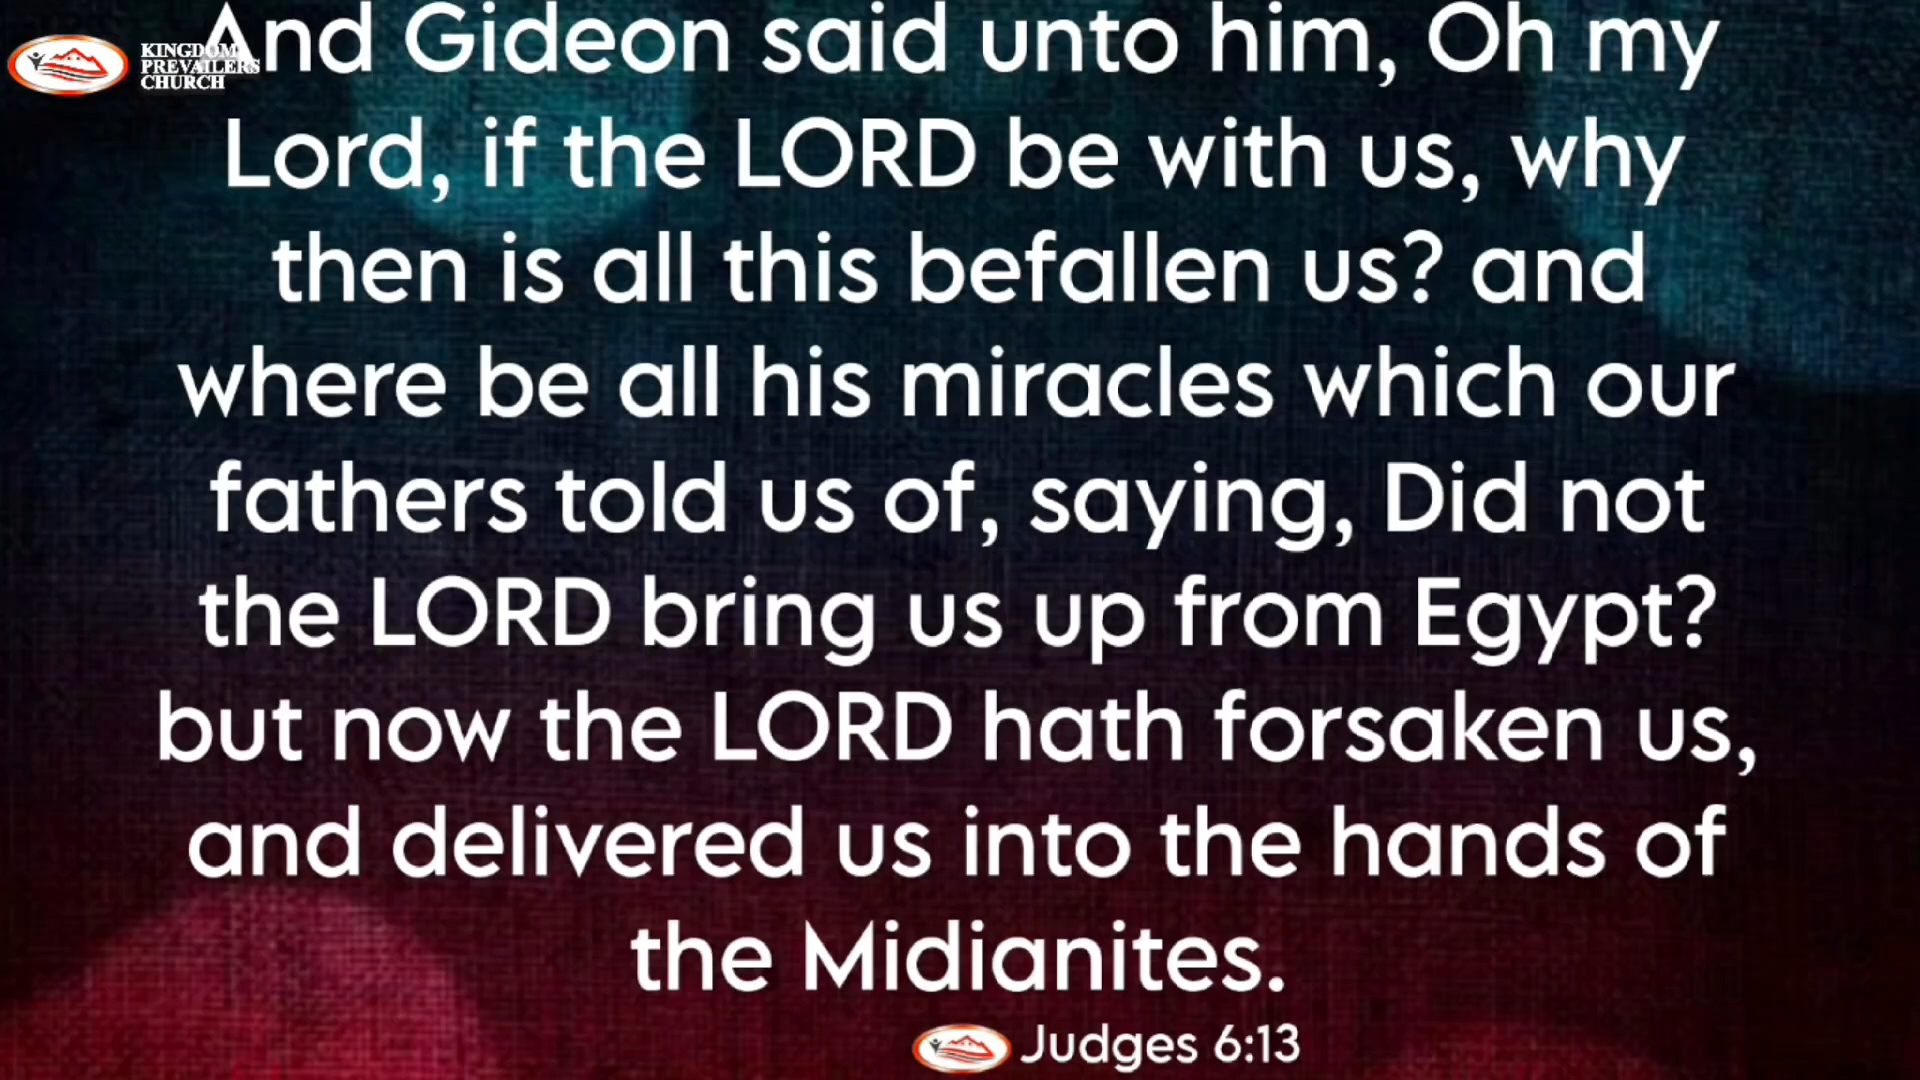 KINGDOM
PREVAILERS
CHURCH
And Gideon said unto him, Oh my
Lord, if the LORD be with us, why
then is all this befallen us? and
where be all his miracles which our
fathers told us of, saying, Did not
the LORD bring us up from Egypt?
but now the LORD hath forsaken us,
and delivered us into the hands of
the Midianites.
Judges 6:13